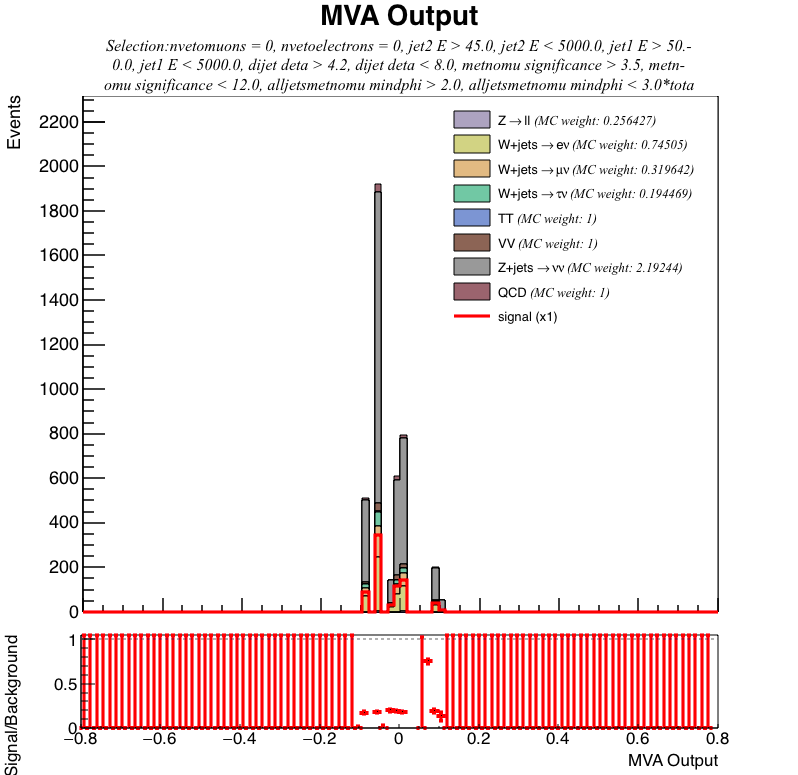 MVA Output
Selection:nvetomuons = 0, nvetoelectrons = 0, jet2 E > 45.0, jet2 E < 5000.0, jet1 E > 50.-
0.0, jet1 E < 5000.0, dijet deta > 4.2, dijet deta < 8.0, metnomu significance > 3.5, metn-
omu significance < 12.0, alljetsmetnomu mindphi > 2.0, alljetsmetnomu mindphi < 3.0*tota
Events
2200
2000
1800
1600
1400
1200
1000
800
600
400
200
0
Z→ll (MC weight: 0.256427)
W+jets→eν (MC weight: 0.74505)
W+jets→μν (MC weight: 0.319642)
W+jets→τν (MC weight: 0.194469)
TT (MC weight: 1)
VV (MC weight: 1)
Z+jets→νν (MC weight: 2.19244)
QCD (MC weight: 1)
signal (x1)
Signal/Background
1
0.5
0
−0.8 −0.6 −0.4 −0.2 0 0.2 0.4 0.6 0.8
MVA Output